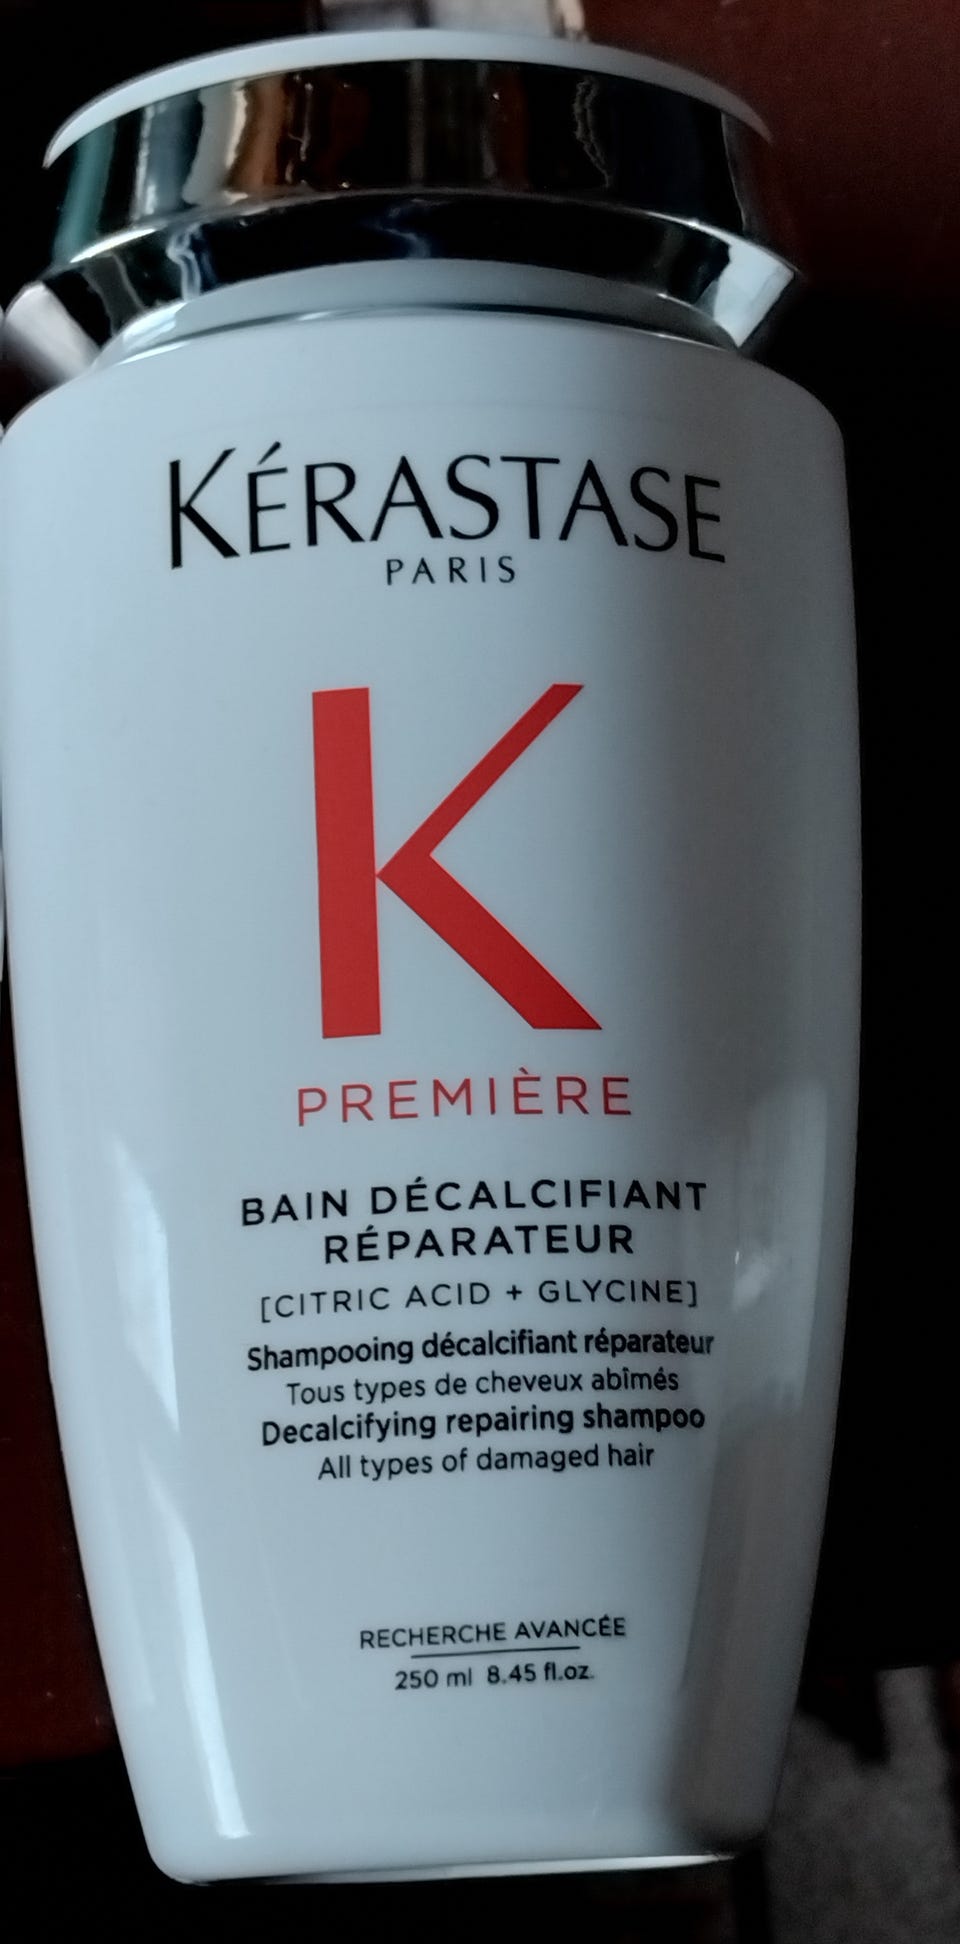 KÉRASTASE
PARIS
K
PREMIÈRE
BAIN DÉCALCIFIANT
RÉPARATEUR
[CITRIC ACID + GLYCINE]
Shampooing décalcifiant réparateur
Tous types de cheveux abîmés
Decalcifying repairing shampoo
All types of damaged hair
RECHERCHE AVANCÉE
250 ml 8.45 fl.oz.